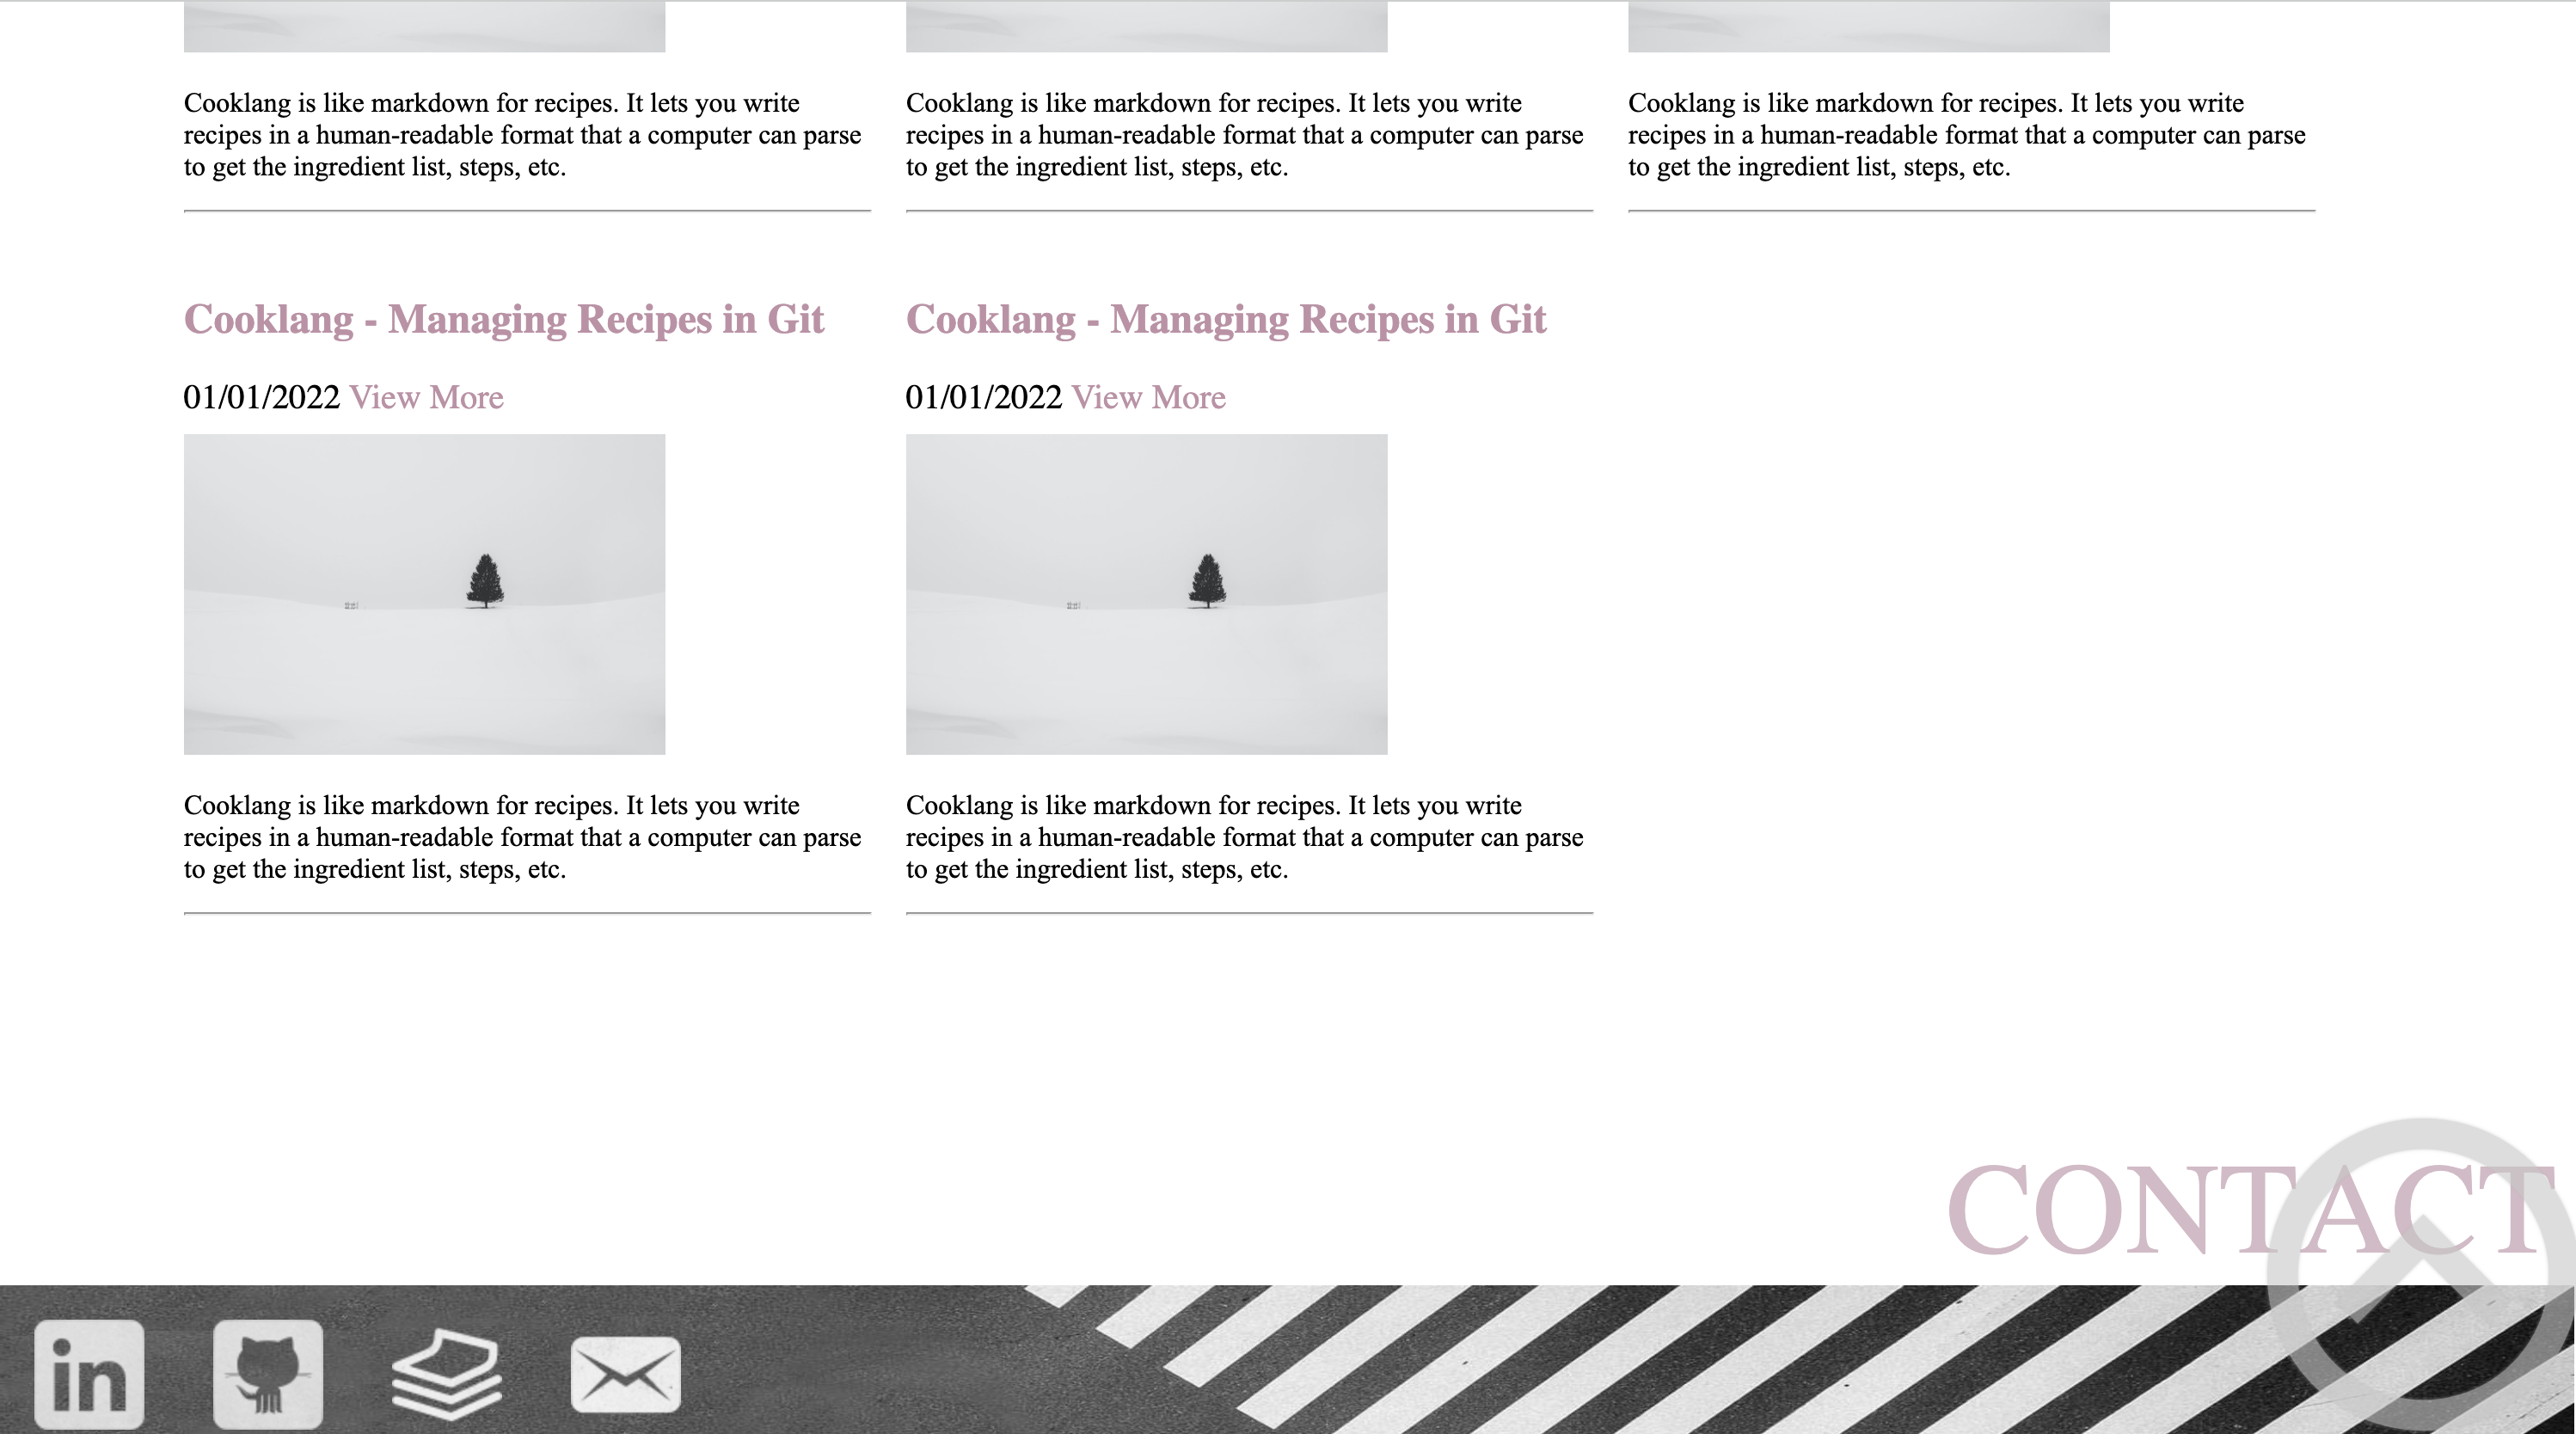 Cooklang is like markdown for recipes. It lets you write
recipes in a human-readable format that a computer can parse
to get the ingredient list, steps, etc.
Cooklang is like markdown for recipes. It lets you write
recipes in a human-readable format that a computer can parse
to get the ingredient list, steps, etc.
Cooklang is like markdown for recipes. It lets you write
recipes in a human-readable format that a computer can parse
to get the ingredient list, steps, etc.
Cooklang - Managing Recipes in Git
01/01/2022 View More
Cooklang is like markdown for recipes. It lets you write
recipes in a human-readable format that a computer can parse
to get the ingredient list, steps, etc.
Cooklang - Managing Recipes in Git
01/01/2022 View More
Cooklang is like markdown for recipes. It lets you write
recipes in a human-readable format that a computer can parse
to get the ingredient list, steps, etc.
CONTACT
in